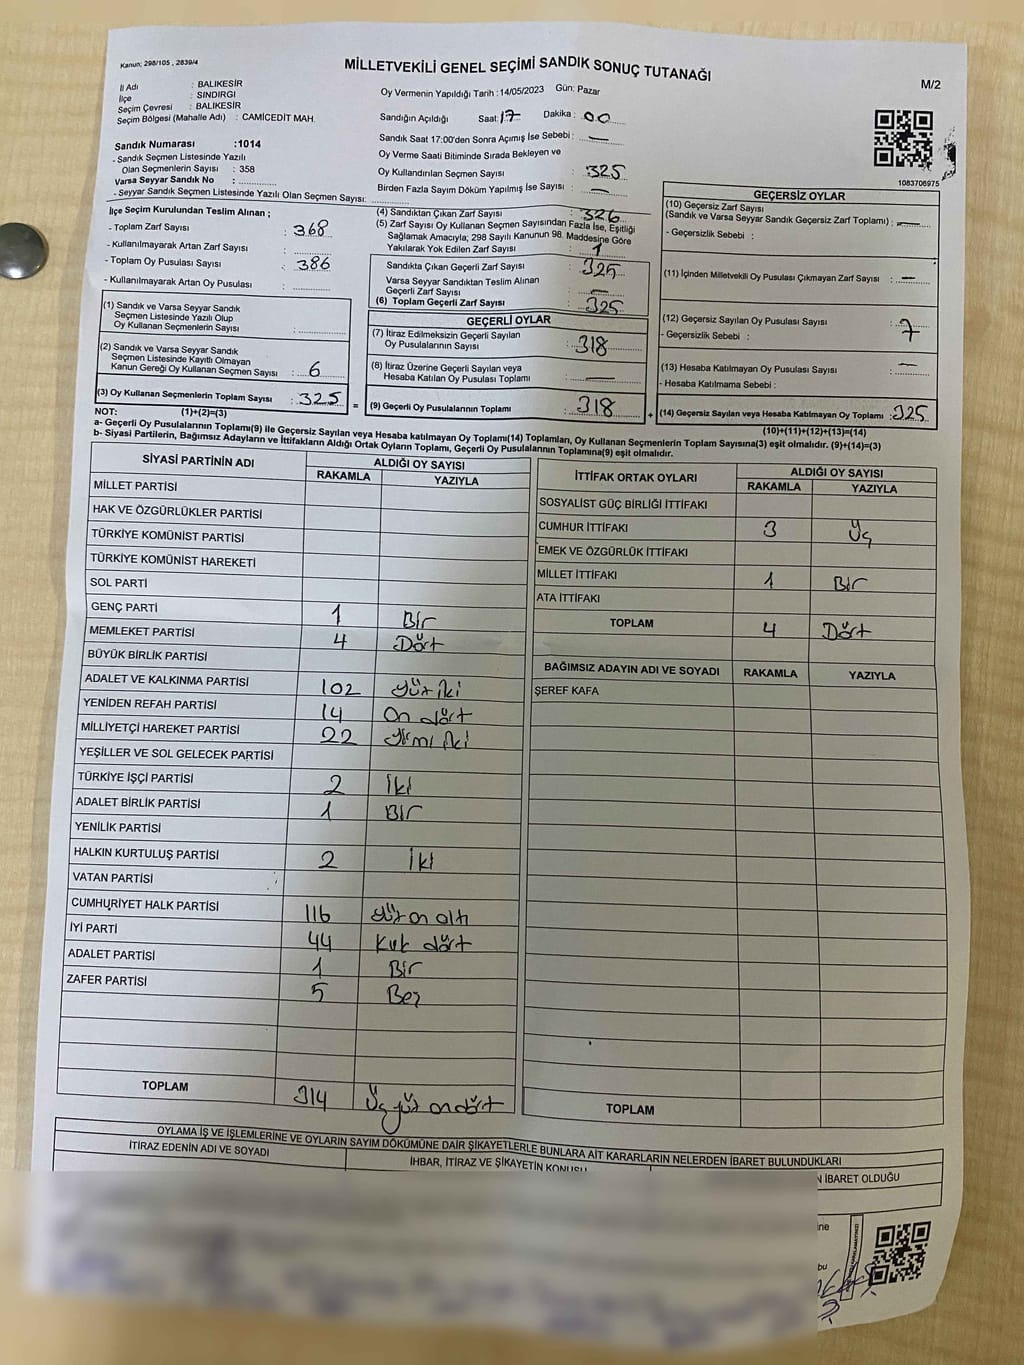 Kanun; 298/105 , 2839/4
MİLLETVEKİLİ GENEL SEÇİMİ SANDIK SONUÇ TUTANAĞI
M/2
İl Adı : BALIKESİR
İlçe : SINDIRGI
Seçim Çevresi : BALIKESİR
Seçim Bölgesi (Mahalle Adı) : CAMİCEDİT MAH.
Oy Vermenin Yapıldığı Tarih :14/05/2023 Gün: Pazar
Sandığın Açıldığı Saat: 17 Dakika : 00
Sandık Saat 17:00'den Sonra Açımış İse Sebebi : —
Oy Verme Saati Bitiminde Sırada Bekleyen ve
Oy Kullandırılan Seçmen Sayısı : 325
Birden Fazla Sayım Döküm Yapılmış İse Sayısı : —
1083706975
Sandık Numarası :1014
- Sandık Seçmen Listesinde Yazılı
Olan Seçmenlerin Sayısı : 358
Varsa Seyyar Sandık No :
- Seyyar Sandık Seçmen Listesinde Yazılı Olan Seçmen Sayısı:
İlçe Seçim Kurulundan Teslim Alınan ;
- Toplam Zarf Sayısı : 368
- Kullanılmayarak Artan Zarf Sayısı :
- Toplam Oy Pusulası Sayısı : 386
- Kullanılmayarak Artan Oy Pusulası :
(1) Sandık ve Varsa Seyyar Sandık
Seçmen Listesinde Yazılı Olup
Oy Kullanan Seçmenlerin Sayısı :
(2) Sandık ve Varsa Seyyar Sandık
Seçmen Listesinde Kayıtlı Olmayan
Kanun Gereği Oy Kullanan Seçmen Sayısı : 6
(3) Oy Kullanan Seçmenlerin Toplam Sayısı : 325
(4) Sandıktan Çıkan Zarf Sayısı : 326
(5) Zarf Sayısı Oy Kullanan Seçmen Sayısından Fazla İse, Eşitliği
Sağlamak Amacıyla; 298 Sayılı Kanunun 98. Maddesine Göre
Yakılarak Yok Edilen Zarf Sayısı : 1
Sandıkta Çıkan Geçerli Zarf Sayısı : 325
Varsa Seyyar Sandıktan Teslim Alınan
Geçerli Zarf Sayısı : —
(6) Toplam Geçerli Zarf Sayısı : 325
GEÇERLİ OYLAR
(7) İtiraz Edilmeksizin Geçerli Sayılan
Oy Pusulalarının Sayısı : 318
(8) İtiraz Üzerine Geçerli Sayılan veya
Hesaba Katılan Oy Pusulası Toplamı : —
= (9) Geçerli Oy Pusulalarının Toplamı : 318
GEÇERSİZ OYLAR
(10) Geçersiz Zarf Sayısı
(Sandık ve Varsa Seyyar Sandık Geçersiz Zarf Toplamı) : —
- Geçersizlik Sebebi :
(11) İçinden Milletvekili Oy Pusulası Çıkmayan Zarf Sayısı : —
(12) Geçersiz Sayılan Oy Pusulası Sayısı : 7
- Geçersizlik Sebebi :
(13) Hesaba Katılmayan Oy Pusulası Sayısı : —
- Hesaba Katılmama Sebebi :
+ (14) Geçersiz Sayılan veya Hesaba Katılmayan Oy Toplamı : 325
NOT: (1)+(2)=(3)
(10)+(11)+(12)+(13)=(14)
a- Geçerli Oy Pusulalarının Toplamı(9) ile Geçersiz Sayılan veya Hesaba katılmayan Oy Toplamı(14) Toplamları, Oy Kullanan Seçmenlerin Toplam Sayısına(3) eşit olmalıdır. (9)+(14)=(3)
b- Siyasi Partilerin, Bağımsız Adayların ve İttifakların Aldığı Ortak Oyların Toplamı, Geçerli Oy Pusulalarının Toplamına(9) eşit olmalıdır.
SİYASİ PARTİNİN ADI ALDIĞI OY SAYISI
RAKAMLA YAZIYLA
MİLLET PARTİSİ
HAK VE ÖZGÜRLÜKLER PARTİSİ
TÜRKİYE KOMÜNİST PARTİSİ
TÜRKİYE KOMÜNİST HAREKETİ
SOL PARTİ
GENÇ PARTİ 1 Bir
MEMLEKET PARTİSİ 4 Dört
BÜYÜK BİRLİK PARTİSİ
ADALET VE KALKINMA PARTİSİ 102 yüz iki
YENİDEN REFAH PARTİSİ 14 On dört
MİLLİYETÇİ HAREKET PARTİSİ 22 yirmi iki
YEŞİLLER VE SOL GELECEK PARTİSİ
TÜRKİYE İŞÇİ PARTİSİ 2 iki
ADALET BİRLİK PARTİSİ 1 Bir
YENİLİK PARTİSİ
HALKIN KURTULUŞ PARTİSİ 2 iki
VATAN PARTİSİ
CUMHURİYET HALK PARTİSİ 116 yüz on altı
İYİ PARTİ 44 Kırk dört
ADALET PARTİSİ 1 Bir
ZAFER PARTİSİ 5 Beş
TOPLAM 314 Üç yüz on dört
İTTİFAK ORTAK OYLARI ALDIĞI OY SAYISI
RAKAMLA YAZIYLA
SOSYALİST GÜÇ BİRLİĞİ İTTİFAKI
CUMHUR İTTİFAKI 3 Üç
EMEK VE ÖZGÜRLÜK İTTİFAKI
MİLLET İTTİFAKI 1 Bir
ATA İTTİFAKI
TOPLAM 4 Dört
BAĞIMSIZ ADAYIN ADI VE SOYADI RAKAMLA YAZIYLA
ŞEREF KAFA
TOPLAM
OYLAMA İŞ VE İŞLEMLERİNE VE OYLARIN SAYIM DÖKÜMÜNE DAİR ŞİKAYETLERLE BUNLARA AİT KARARLARIN NELERDEN İBARET BULUNDUKLARI
İTİRAZ EDENİN ADI VE SOYADI
İHBAR, İTİRAZ VE ŞİKAYETİN KONUSU
İBARET OLDUĞU